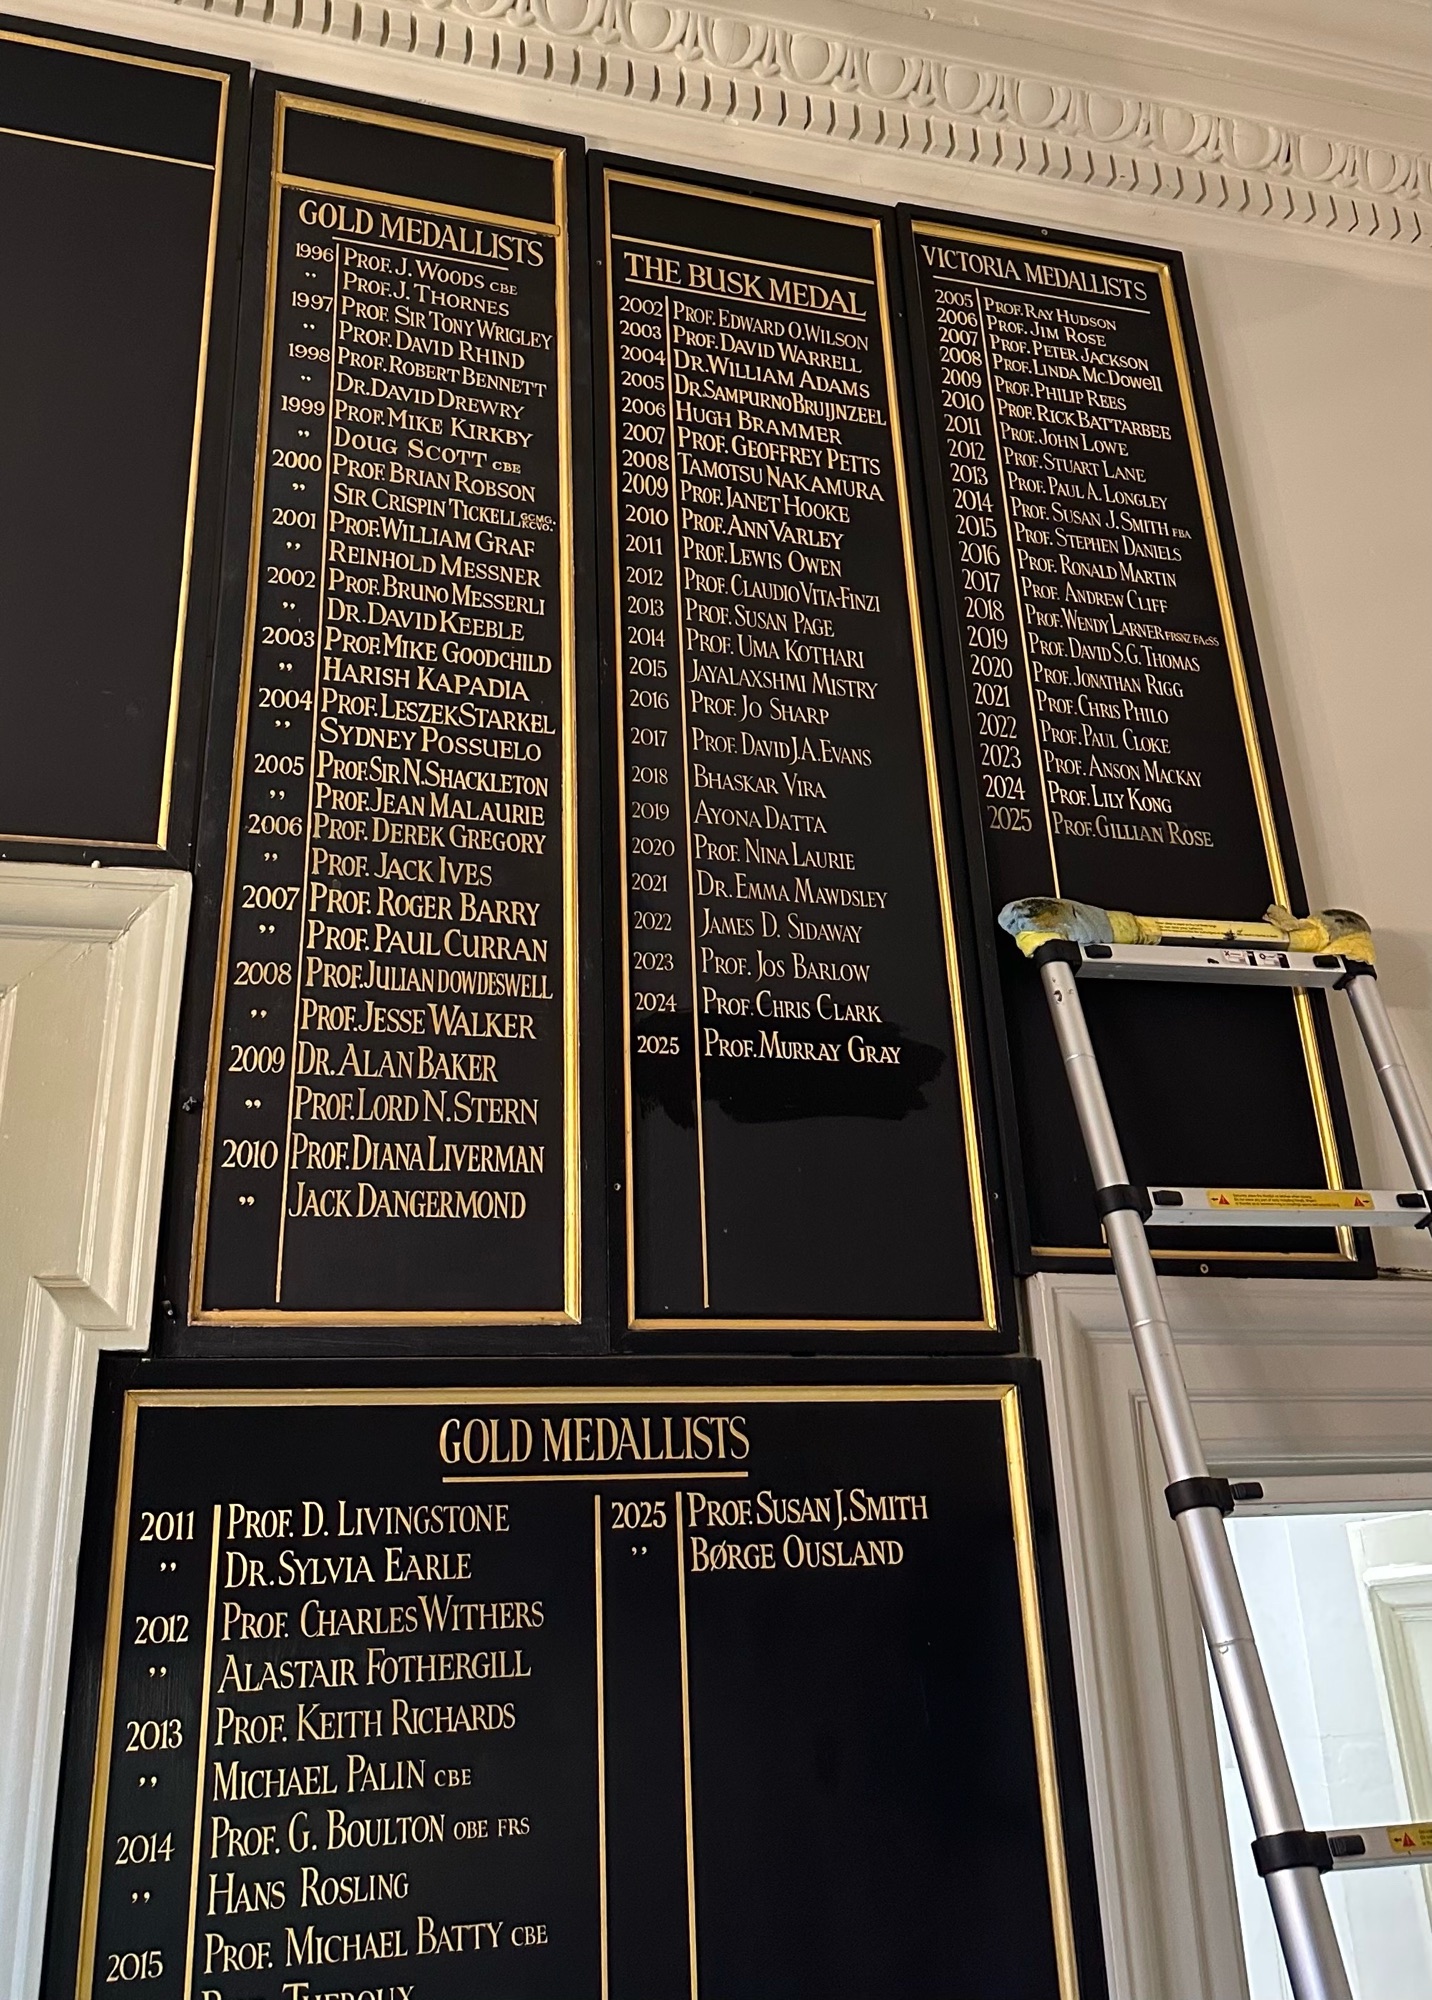 GOLD MEDALLISTS
1996 PROF. J. WOODS CBE
" PROF. J. THORNES
1997 PROF. SIR TONY WRIGLEY
" PROF. DAVID RHIND
1998 PROF. ROBERT BENNETT
" DR. DAVID DREWRY
1999 PROF. MIKE KIRKBY
" DOUG SCOTT CBE
2000 PROF. BRIAN ROBSON
" SIR CRISPIN TICKELL GCMG. KCVO.
2001 PROF. WILLIAM GRAF
" REINHOLD MESSNER
2002 PROF. BRUNO MESSERLI
" DR. DAVID KEEBLE
2003 PROF. MIKE GOODCHILD
" HARISH KAPADIA
2004 PROF. LESZEK STARKEL
" SYDNEY POSSUELO
2005 PROF. SIR N. SHACKLETON
" PROF. JEAN MALAURIE
2006 PROF. DEREK GREGORY
" PROF. JACK IVES
2007 PROF. ROGER BARRY
" PROF. PAUL CURRAN
2008 PROF. JULIAN DOWDESWELL
" PROF. JESSE WALKER
2009 DR. ALAN BAKER
" PROF. LORD N. STERN
2010 PROF. DIANA LIVERMAN
" JACK DANGERMOND
THE BUSK MEDAL
2002 PROF. EDWARD O. WILSON
2003 PROF. DAVID WARRELL
2004 DR. WILLIAM ADAMS
2005 DR. SAMPURNO BRUIJNZEEL
2006 HUGH BRAMMER
2007 PROF. GEOFFREY PETTS
2008 TAMOTSU NAKAMURA
2009 PROF. JANET HOOKE
2010 PROF. ANN VARLEY
2011 PROF. LEWIS OWEN
2012 PROF. CLAUDIO VITA-FINZI
2013 PROF. SUSAN PAGE
2014 PROF. UMA KOTHARI
2015 JAYALAXSHMI MISTRY
2016 PROF. JO SHARP
2017 PROF. DAVID J.A. EVANS
2018 BHASKAR VIRA
2019 AYONA DATTA
2020 PROF. NINA LAURIE
2021 DR. EMMA MAWDSLEY
2022 JAMES D. SIDAWAY
2023 PROF. JOS BARLOW
2024 PROF. CHRIS CLARK
2025 PROF. MURRAY GRAY
VICTORIA MEDALLISTS
2005 PROF. RAY HUDSON
2006 PROF. JIM ROSE
2007 PROF. PETER JACKSON
2008 PROF. LINDA McDOWELL
2009 PROF. PHILIP REES
2010 PROF. RICK BATTARBEE
2011 PROF. JOHN LOWE
2012 PROF. STUART LANE
2013 PROF. PAUL A. LONGLEY
2014 PROF. SUSAN J. SMITH FBA
2015 PROF. STEPHEN DANIELS
2016 PROF. RONALD MARTIN
2017 PROF. ANDREW CLIFF
2018 PROF. WENDY LARNER FRSNZ FAcSS
2019 PROF. DAVID S.G. THOMAS
2020 PROF. JONATHAN RIGG
2021 PROF. CHRIS PHILO
2022 PROF. PAUL CLOKE
2023 PROF. ANSON MACKAY
2024 PROF. LILY KONG
2025 PROF. GILLIAN ROSE
GOLD MEDALLISTS
2011 PROF. D. LIVINGSTONE
" DR. SYLVIA EARLE
2012 PROF. CHARLES WITHERS
" ALASTAIR FOTHERGILL
2013 PROF. KEITH RICHARDS
" MICHAEL PALIN CBE
2014 PROF. G. BOULTON OBE FRS
" HANS ROSLING
2015 PROF. MICHAEL BATTY CBE
THEROUX
2025 PROF. SUSAN J. SMITH
" BØRGE OUSLAND